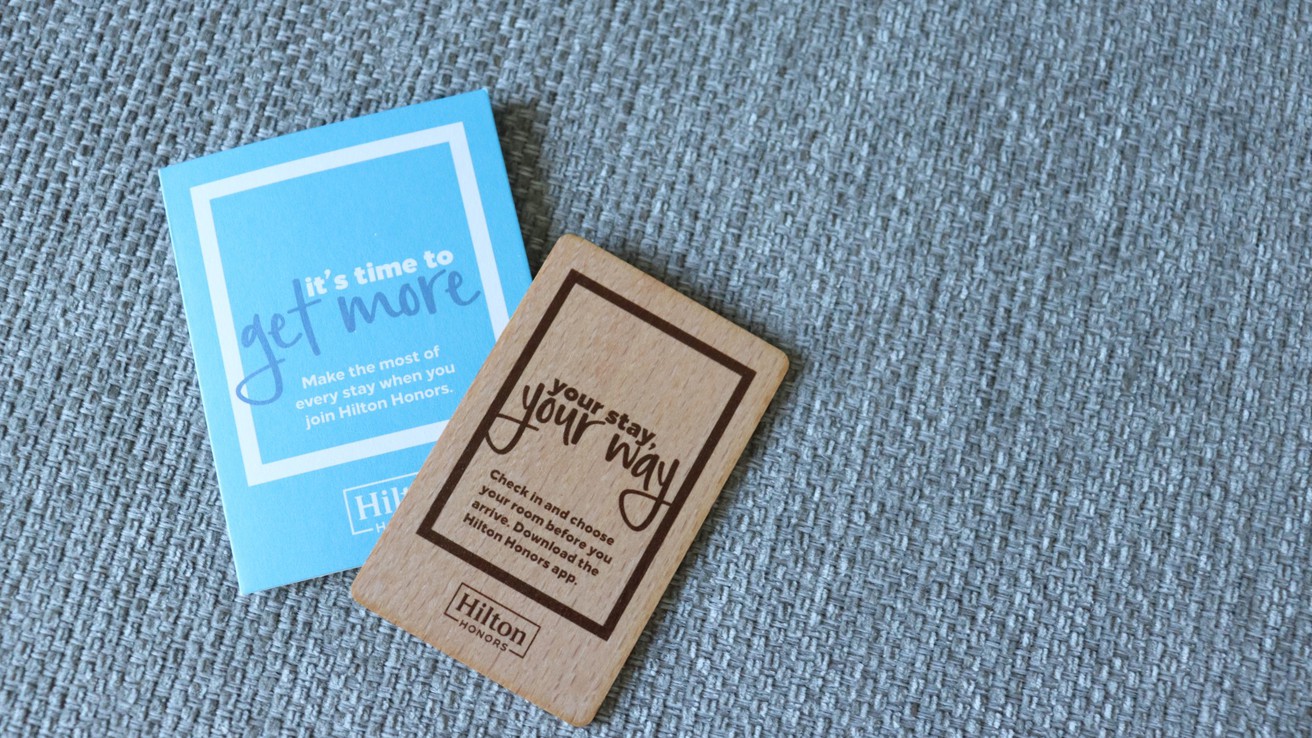 it's time to
get more
Make the most of
every stay when you
join Hilton Honors.
your stay,
your way
Check in and choose
your room before you
arrive. Download the
Hilton Honors app.
Hilton
HONORS